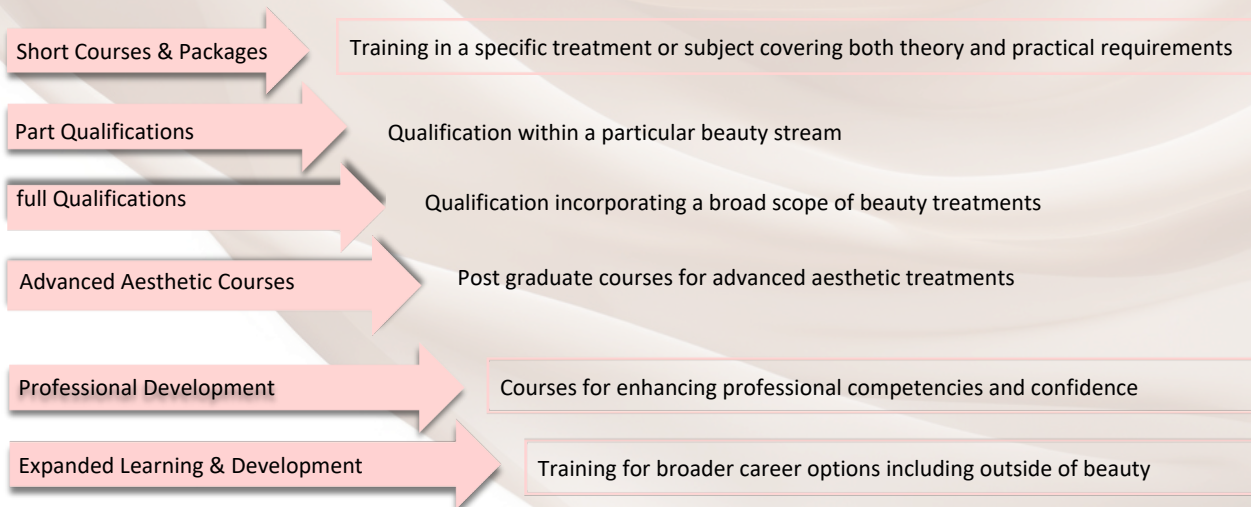 Short Courses & Packages
Training in a specific treatment or subject covering both theory and practical requirements
Part Qualifications
Qualification within a particular beauty stream
full Qualifications
Qualification incorporating a broad scope of beauty treatments
Advanced Aesthetic Courses
Post graduate courses for advanced aesthetic treatments
Professional Development
Courses for enhancing professional competencies and confidence
Expanded Learning & Development
Training for broader career options including outside of beauty